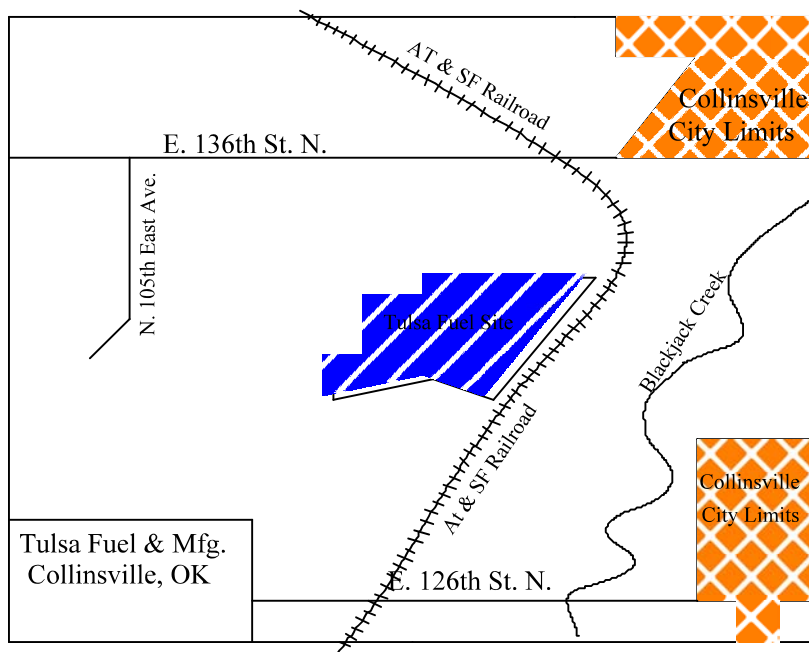 AT & SF Railroad
Collinsville
City Limits
E. 136th St. N.
N. 105th East Ave.
Tulsa Fuel Site
Blackjack Creek
At & SF Railroad
Collinsville
City Limits
Tulsa Fuel & Mfg.
Collinsville, OK
E. 126th St. N.